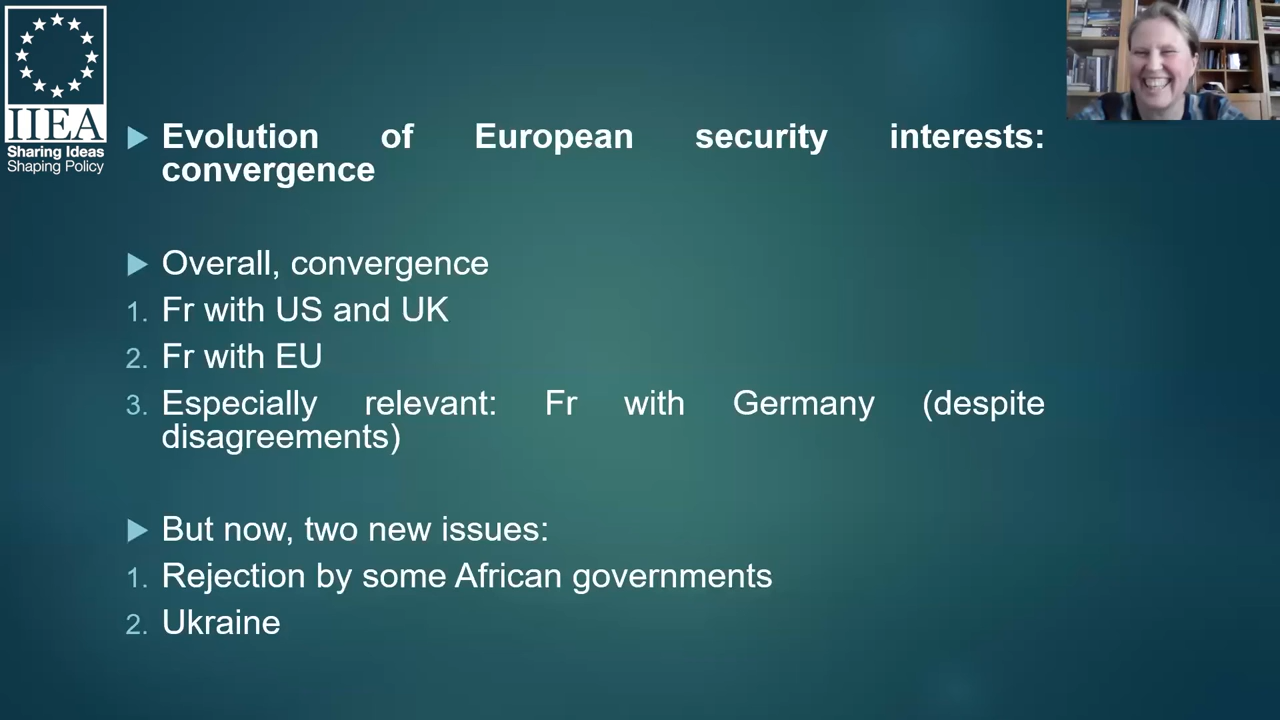 IIEA
Sharing Ideas
Shaping Policy
Evolution of European security interests:
convergence
Overall, convergence
1. Fr with US and UK
2. Fr with EU
3. Especially relevant: Fr with Germany (despite
disagreements)
But now, two new issues:
1. Rejection by some African governments
2. Ukraine